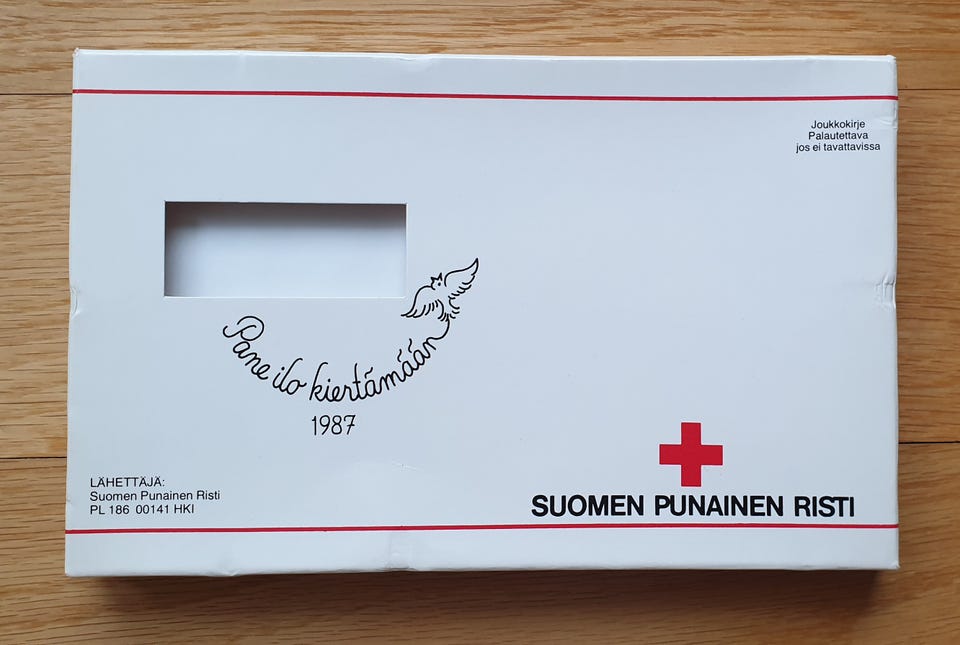 Joukkokirje
Palautettava
jos ei tavattavissa
Pane ilo kiertämään
1987
LÄHETTÄJÄ:
Suomen Punainen Risti
PL 186 00141 HKI
SUOMEN PUNAINEN RISTI